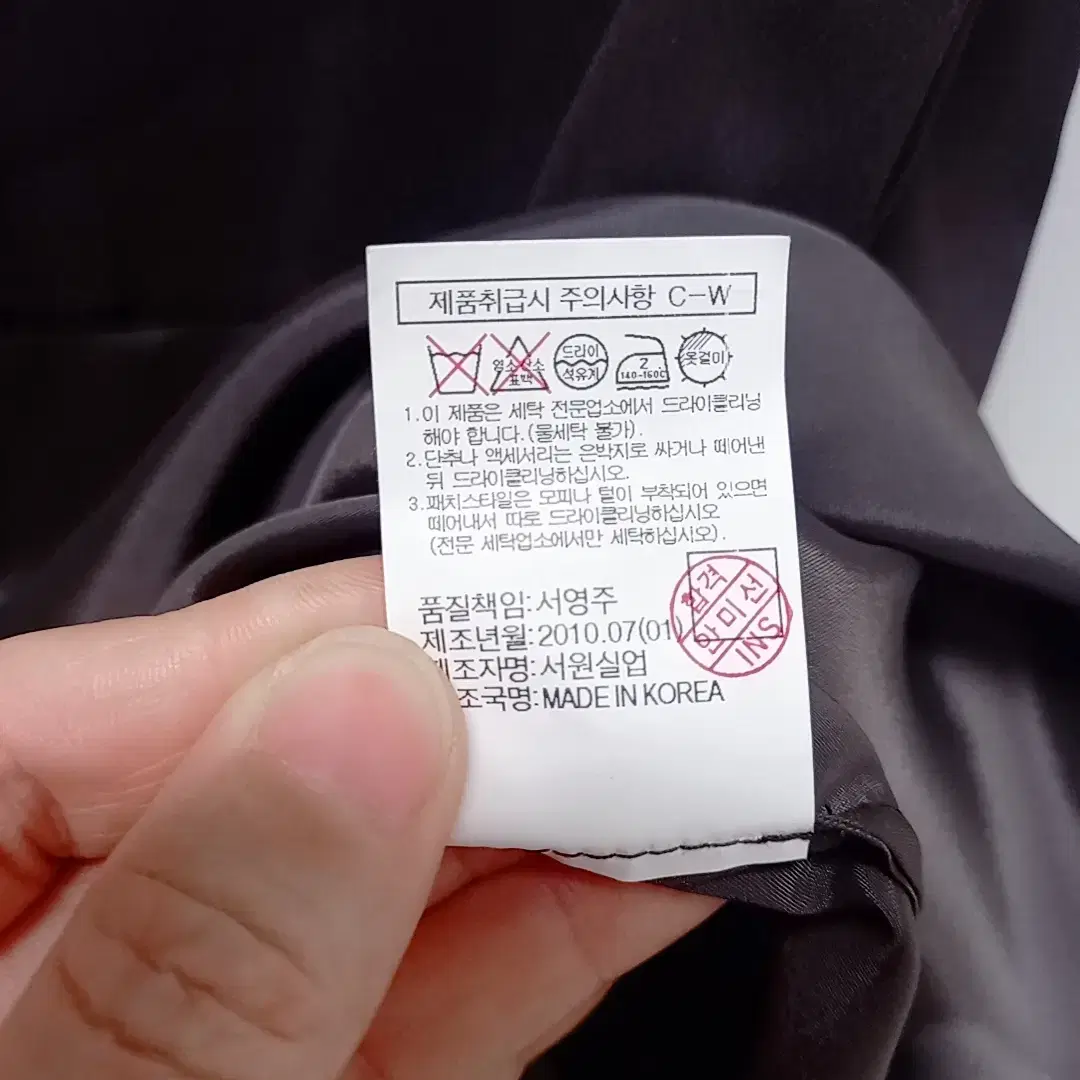 제품취급시 주의사항 C-W
염소 산소 표백
드라이 석유계
2. 140-160C
옷걸이
1.이 제품은 세탁 전문업소에서 드라이클리닝
해야 합니다.(물세탁 불가).
2.단추나 액세서리는 은박지로 싸거나 떼어낸
뒤 드라이클리닝하십시오.
3.패치스타일은 모피나 털이 부착되어 있으면
떼어내서 따로 드라이클리닝하십시오
(전문 세탁업소에서만 세탁하십시오).
품질책임:서영주
제조년월:2010.07(01)
제조자명:서원실업
조국명:MADE IN KOREA
합격
안미선
INS